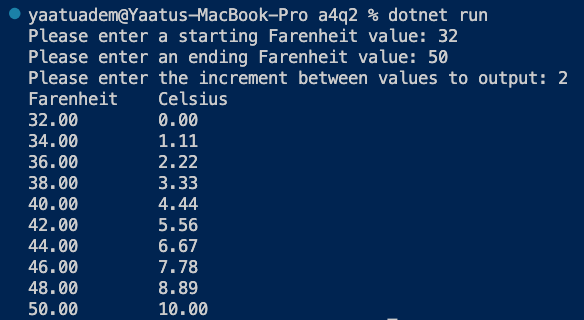 yaatuadem@Yaatus-MacBook-Pro a4q2 % dotnet run
Please enter a starting Farenheit value: 32
Please enter an ending Farenheit value: 50
Please enter the increment between values to output: 2
Farenheit    Celsius
32.00        0.00
34.00        1.11
36.00        2.22
38.00        3.33
40.00        4.44
42.00        5.56
44.00        6.67
46.00        7.78
48.00        8.89
50.00        10.00